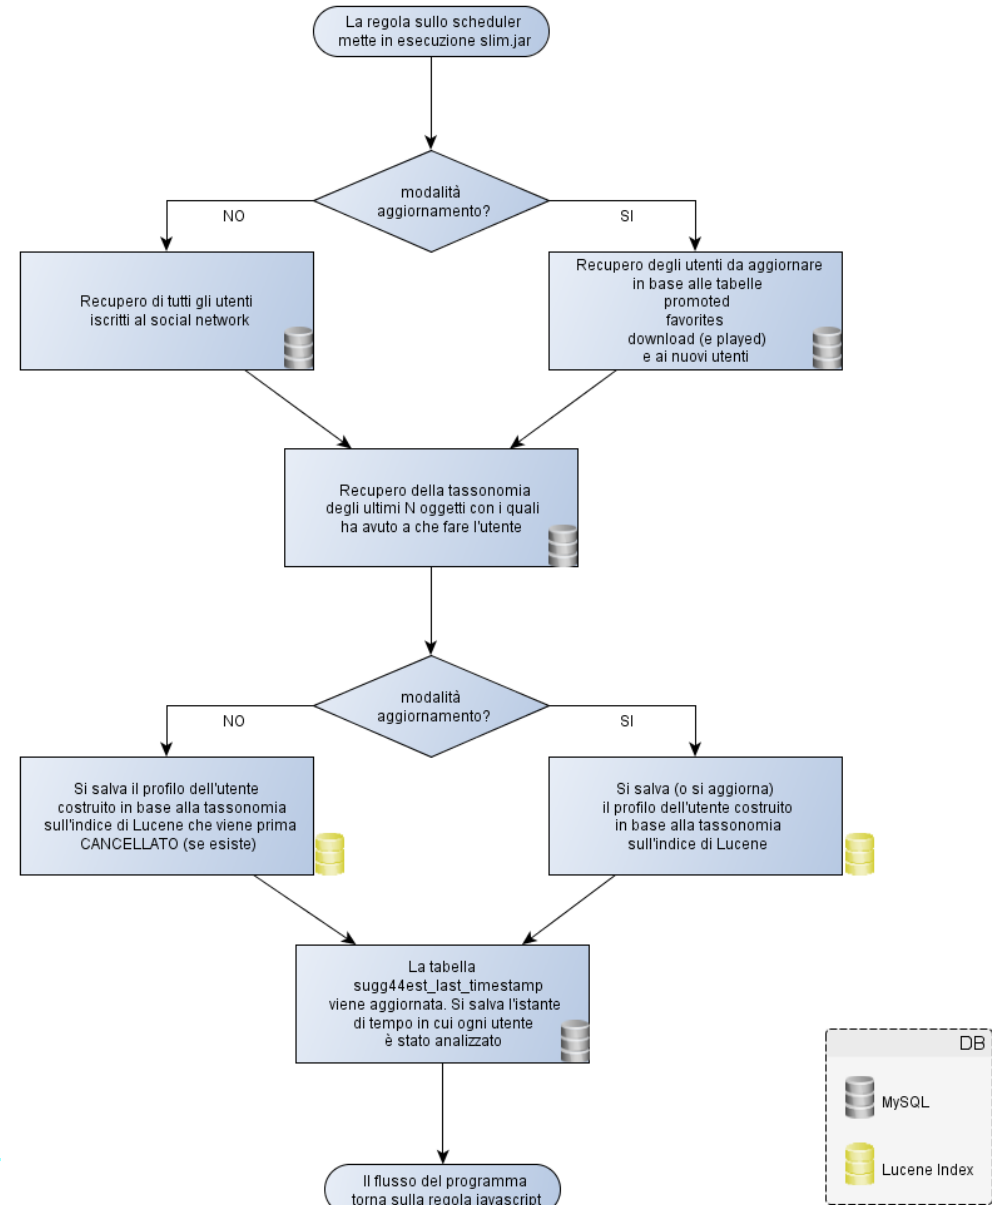 La regola sullo scheduler
mette in esecuzione slim.jar
modalità
aggiornamento?
NO
SI
Recupero di tutti gli utenti
iscritti al social network
Recupero degli utenti da aggiornare
in base alle tabelle
promoted
favorites
download (e played)
e ai nuovi utenti
Recupero della tassonomia
degli ultimi N oggetti con i quali
ha avuto a che fare l'utente
modalità
aggiornamento?
NO
SI
Si salva il profilo dell'utente
costruito in base alla tassonomia
sull'indice di Lucene che viene prima
CANCELLATO (se esiste)
Si salva (o si aggiorna)
il profilo dell'utente costruito
in base alla tassonomia
sull'indice di Lucene
La tabella
sugg44est_last_timestamp
viene aggiornata. Si salva l'istante
di tempo in cui ogni utente
è stato analizzato
DB
MySQL
Lucene Index
Il flusso del programma
torna sulla regola javascript